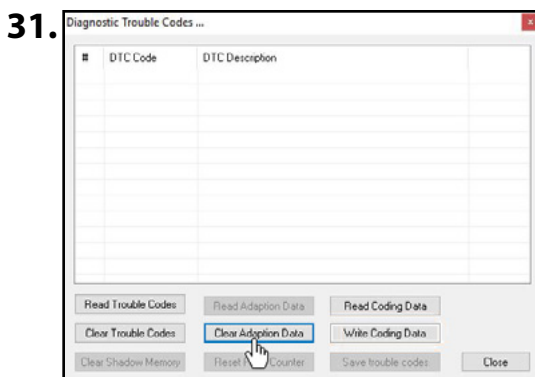 31.
Diagnostic Trouble Codes ...
x
# DTC Code DTC Description
Read Trouble Codes Read Adaption Data Read Coding Data
Clear Trouble Codes Clear Adaption Data Write Coding Data
Clear Shadow Memory Reset Counter Save trouble codes Close